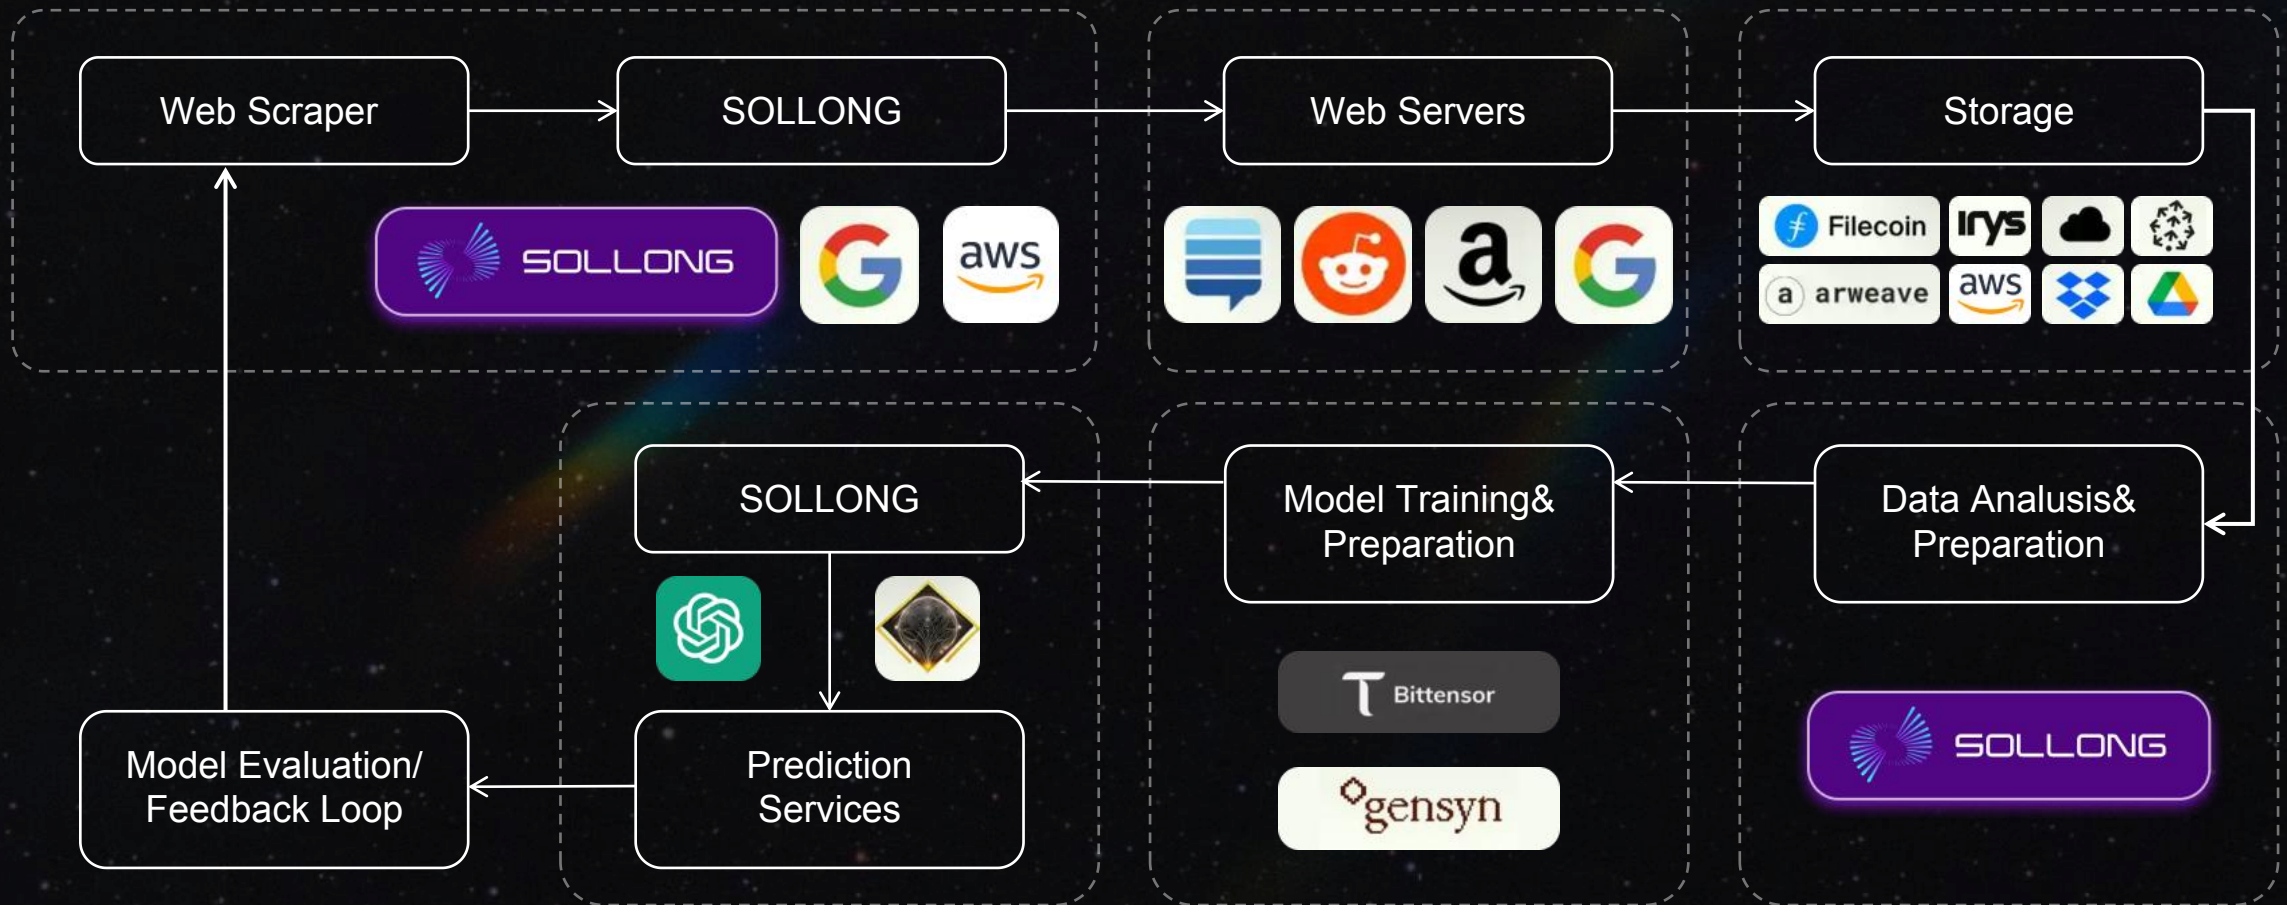 Web Scraper
SOLLONG
Web Servers
Storage
SOLLONG
aws
a
Filecoin
Irys
a arweave
aws
SOLLONG
Model Training&
Preparation
Data Analusis&
Preparation
Bittensor
gensyn
SOLLONG
Model Evaluation/
Feedback Loop
Prediction
Services